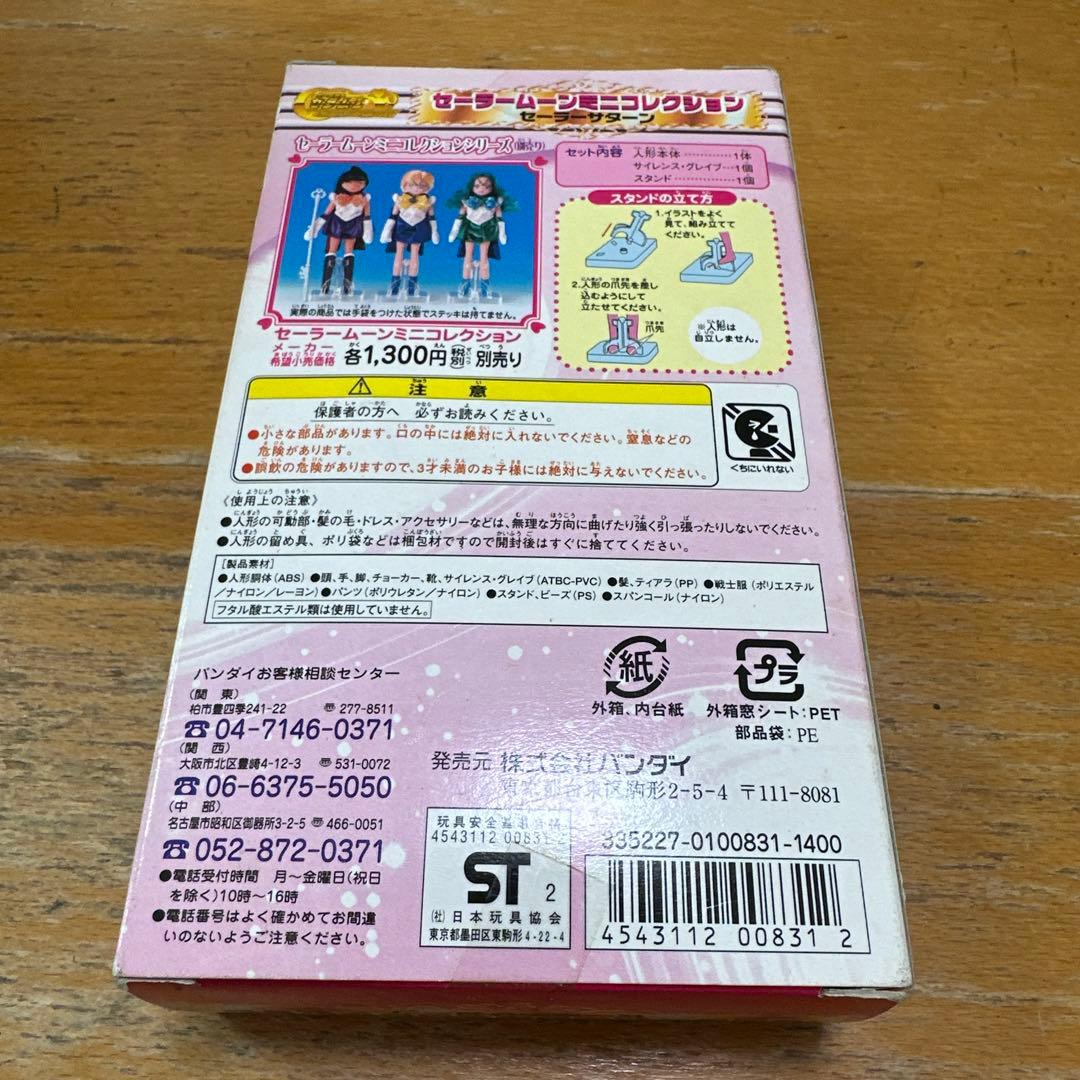 セーラームーンミニコレクション
セーラーサターン
セーラームーンミニコレクションシリーズ(別売り)
実際の商品では手袋をつけた状態でステッキは持てません。
セーラームーンミニコレクション
メーカー希望小売価格 各1,300円(税別) 別売り
セット内容 人形本体…………1体
サイレンス・グレイブ…1個
スタンド……………1個
スタンドの立て方
1.イラストをよく
見て、組み立てて
ください。
2.人形の爪先を差し
込むようにして
立たせてください。
爪先
※人形は
自立しません。
⚠ 注意
保護者の方へ 必ずお読みください。
●小さな部品があります。口の中には絶対に入れないでください。窒息などの
危険があります。
●誤飲の危険がありますので、3才未満のお子様には絶対に与えないでください。
くちにいれない
《使用上の注意》
●人形の可動部・髪の毛・ドレス・アクセサリーなどは、無理な方向に曲げたり強く引っ張ったりしないでください。
●人形の留め具、ポリ袋などは梱包材ですので開封後はすぐに捨ててください。
[製品素材]
●人形胴体(ABS) ●頭、手、脚、チョーカー、靴、サイレンス・グレイブ(ATBC-PVC) ●髪、ティアラ(PP) ●戦士服(ポリエステル
/ナイロン/レーヨン) ●パンツ(ポリウレタン/ナイロン) ●スタンド、ビーズ(PS) ●スパンコール(ナイロン)
フタル酸エステル類は使用していません。
バンダイお客様相談センター
(関東)
柏市豊四季241-22 〠277-8511
☎04-7146-0371
(関西)
大阪市北区豊崎4-12-3 〠531-0072
☎06-6375-5050
(中部)
名古屋市昭和区御器所3-2-5 〠466-0051
☎052-872-0371
●電話受付時間 月〜金曜日(祝日
を除く)10時〜16時
●電話番号はよく確かめてお間違
いのないようご注意ください。
紙
外箱、内台紙
プラ
外箱窓シート:PET
部品袋:PE
発売元 株式会社バンダイ
東京都台東区駒形2-5-4 〒111-8081
玩具安全基準合格
4543112 00831 2
ST 2
(社)日本玩具協会
東京都墨田区東駒形4-22-4
335227-0100831-1400
4543112 00831 2